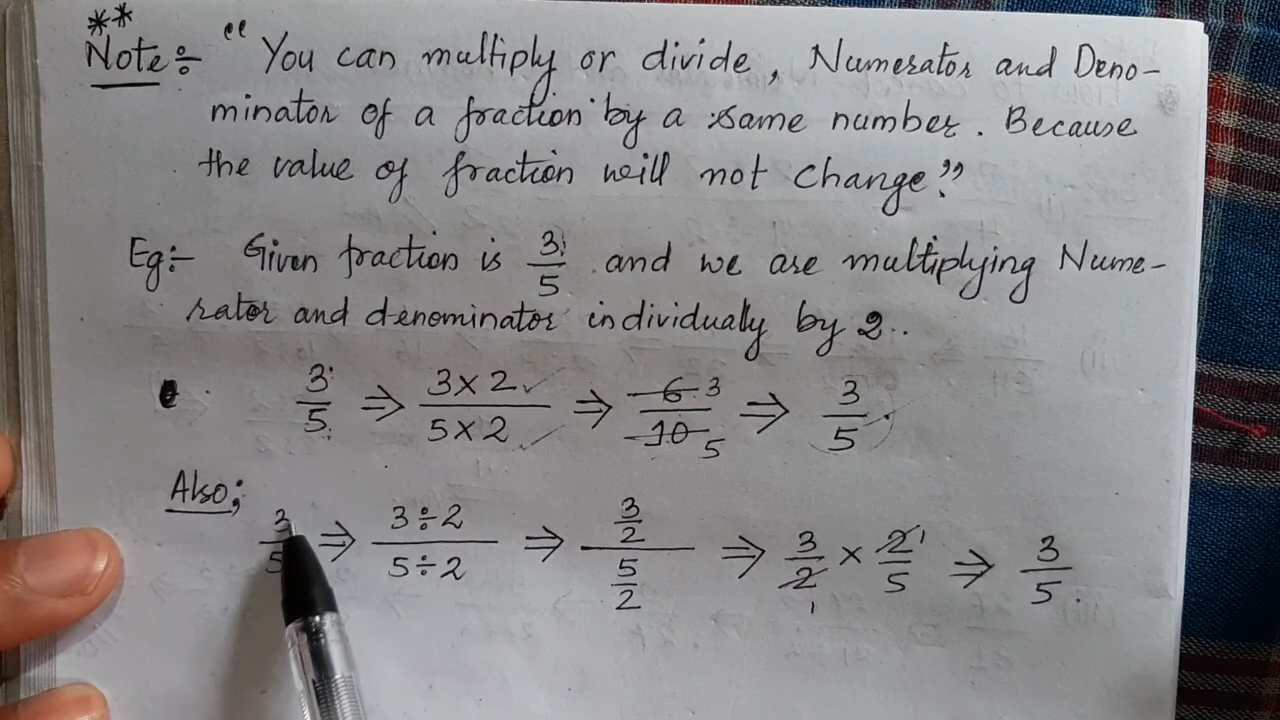 **
Note÷ "You can multiply or divide, Numerator and Deno-
minator of a fraction by a same number. Because
the value of fraction will not change"
Eg:- Given fraction is 3/5 and we are multiplying Nume-
rator and denominator individually by 2..
3/5 ⇒ 3×2/5×2 ⇒ 6 3/10 5 ⇒ 3/5
Also;
3/5 ⇒ 3÷2/5÷2 ⇒ 3/2/5/2 ⇒ 3/2 1 × 2 1/5 ⇒ 3/5.